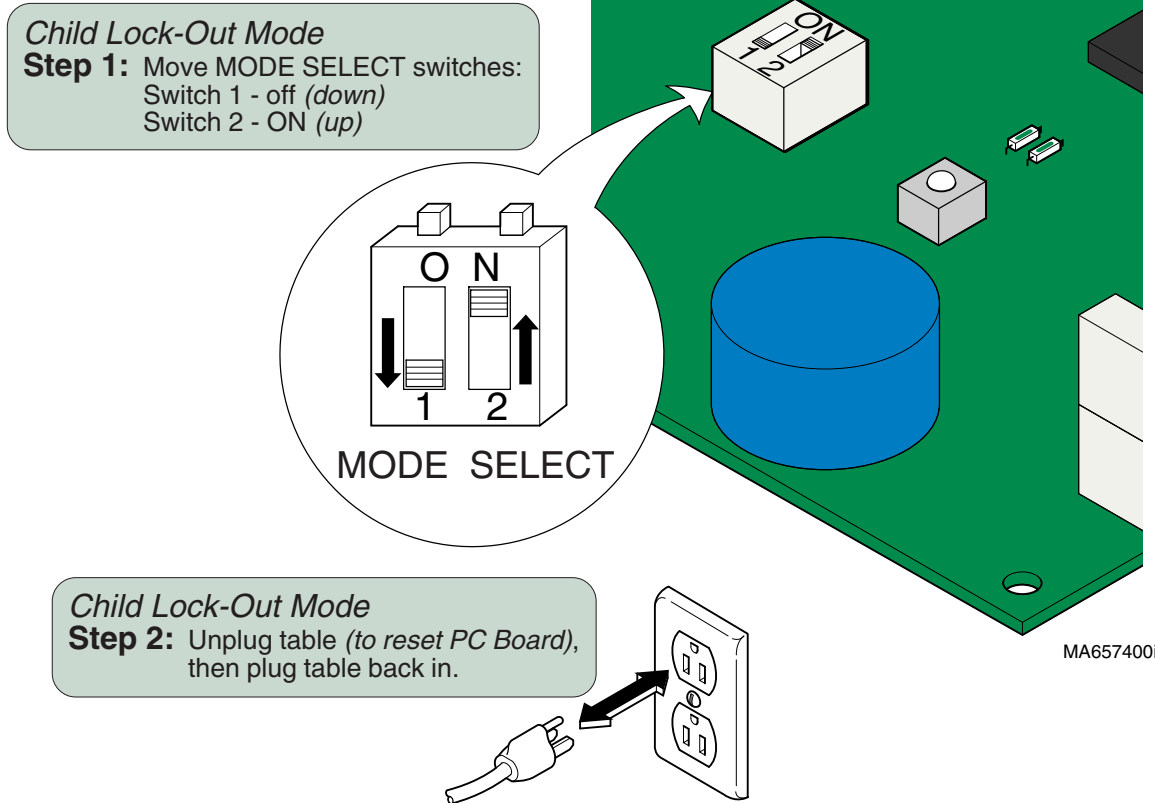 Child Lock-Out Mode
Step 1: Move MODE SELECT switches:
Switch 1 - off (down)
Switch 2 - ON (up)
ON
1 2
O N
1 2
MODE SELECT
Child Lock-Out Mode
Step 2: Unplug table (to reset PC Board),
then plug table back in.
MA657400i